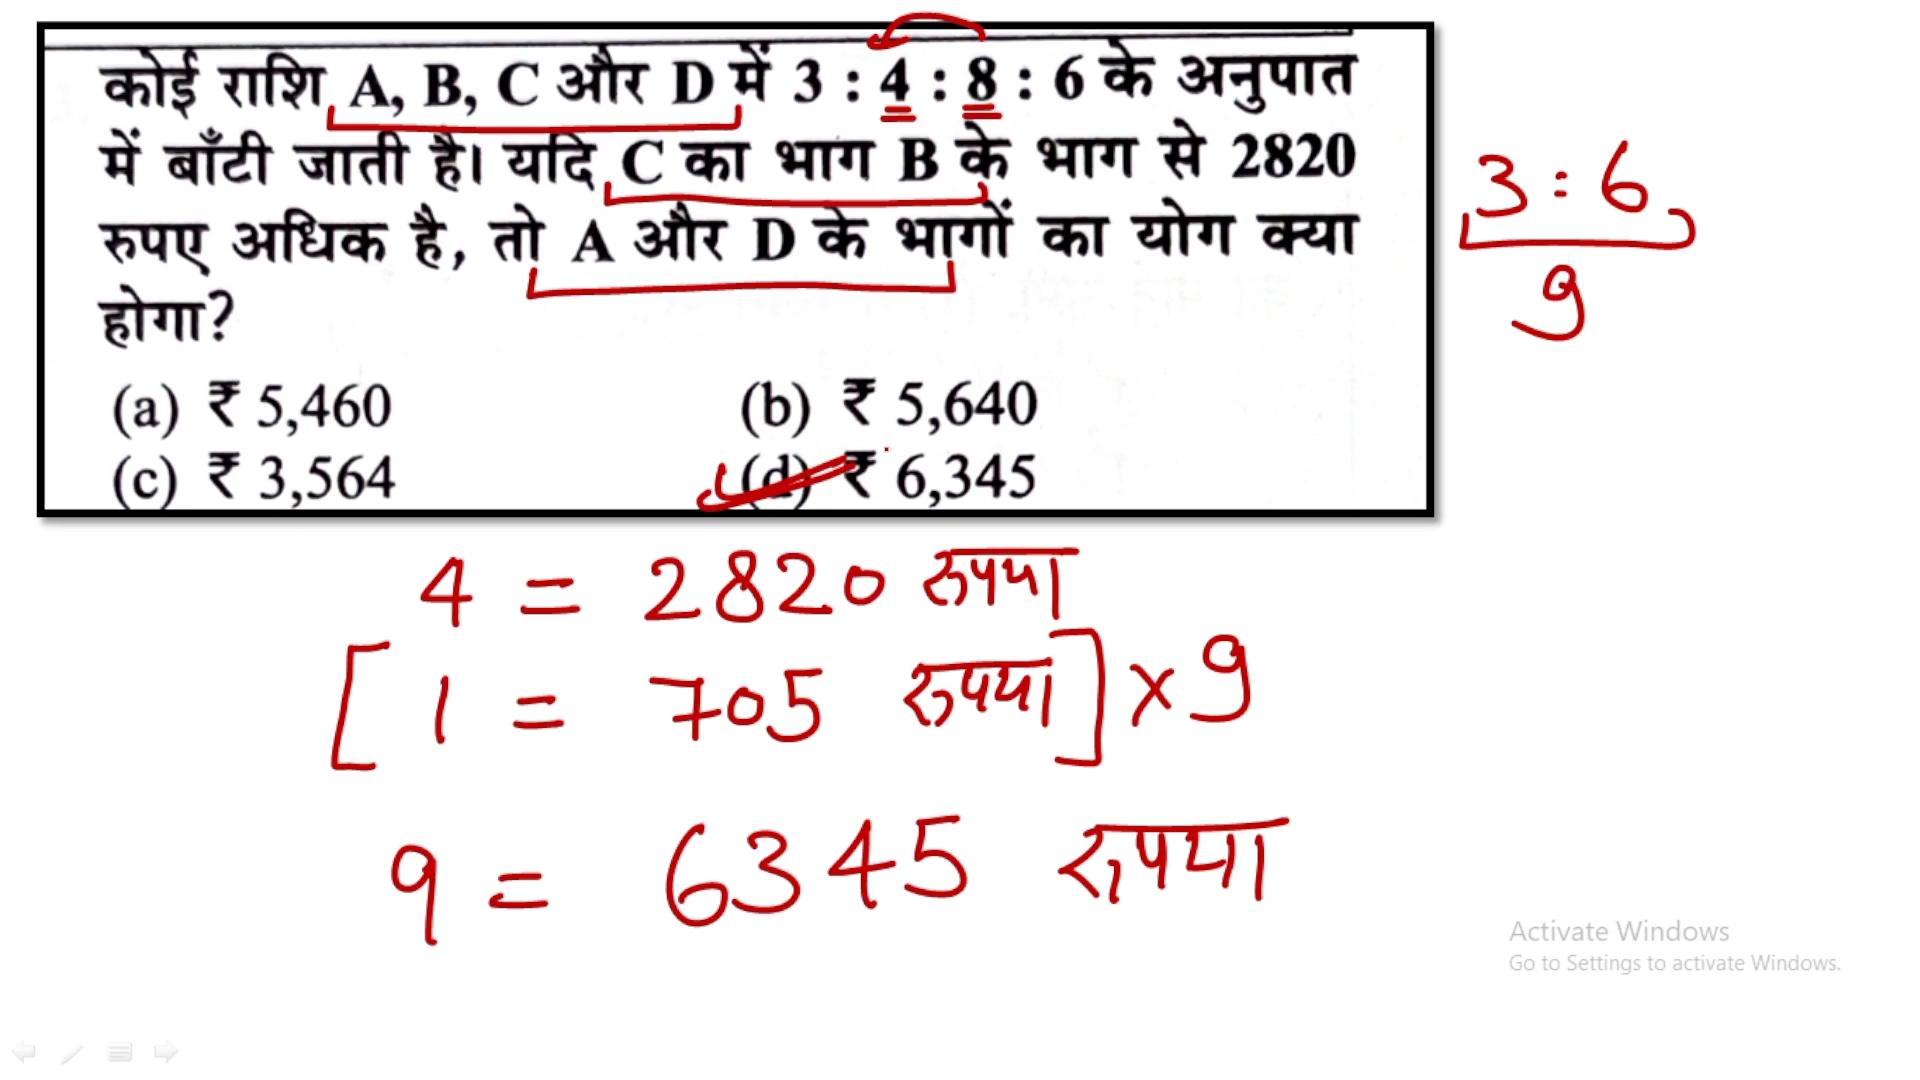 कोई राशि A, B, C और D में 3 : 4 : 8 : 6 के अनुपात
में बाँटी जाती है। यदि C का भाग B के भाग से 2820
रुपए अधिक है, तो A और D के भागों का योग क्या
होगा?
(a) ₹ 5,460 (b) ₹ 5,640
(c) ₹ 3,564 (d) ₹ 6,345
3 : 6
9
4 = 2820 रुपया
[ 1 = 705 रुपया ] × 9
9 = 6345 रुपया
Activate Windows
Go to Settings to activate Windows.